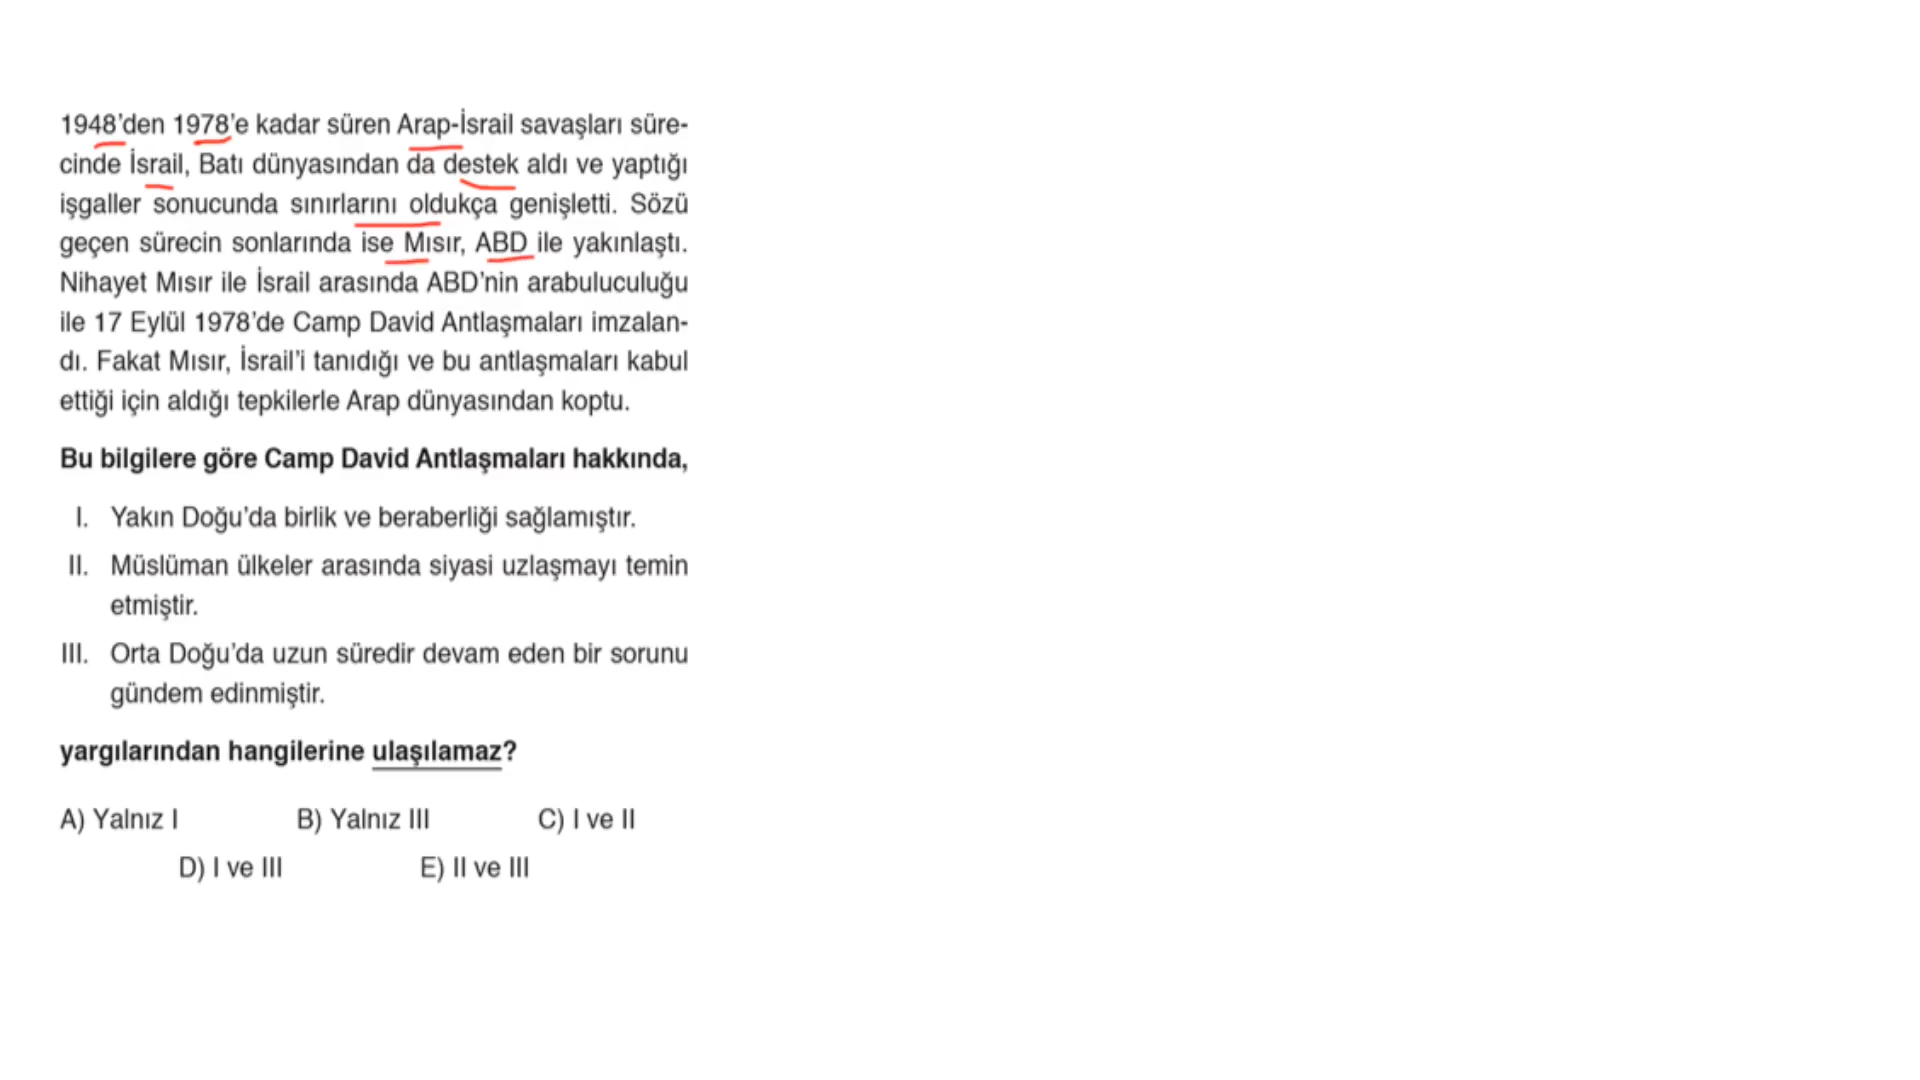 1948’den 1978’e kadar süren Arap-İsrail savaşları süre-
cinde İsrail, Batı dünyasından da destek aldı ve yaptığı
işgaller sonucunda sınırlarını oldukça genişletti. Sözü
geçen sürecin sonlarında ise Mısır, ABD ile yakınlaştı.
Nihayet Mısır ile İsrail arasında ABD’nin arabuluculuğu
ile 17 Eylül 1978’de Camp David Antlaşmaları imzalan-
dı. Fakat Mısır, İsrail’i tanıdığı ve bu antlaşmaları kabul
ettiği için aldığı tepkilerle Arap dünyasından koptu.
Bu bilgilere göre Camp David Antlaşmaları hakkında,
I. Yakın Doğu’da birlik ve beraberliği sağlamıştır.
II. Müslüman ülkeler arasında siyasi uzlaşmayı temin
etmiştir.
III. Orta Doğu’da uzun süredir devam eden bir sorunu
gündem edinmiştir.
yargılarından hangilerine ulaşılamaz?
A) Yalnız I B) Yalnız III C) I ve II
D) I ve III E) II ve III